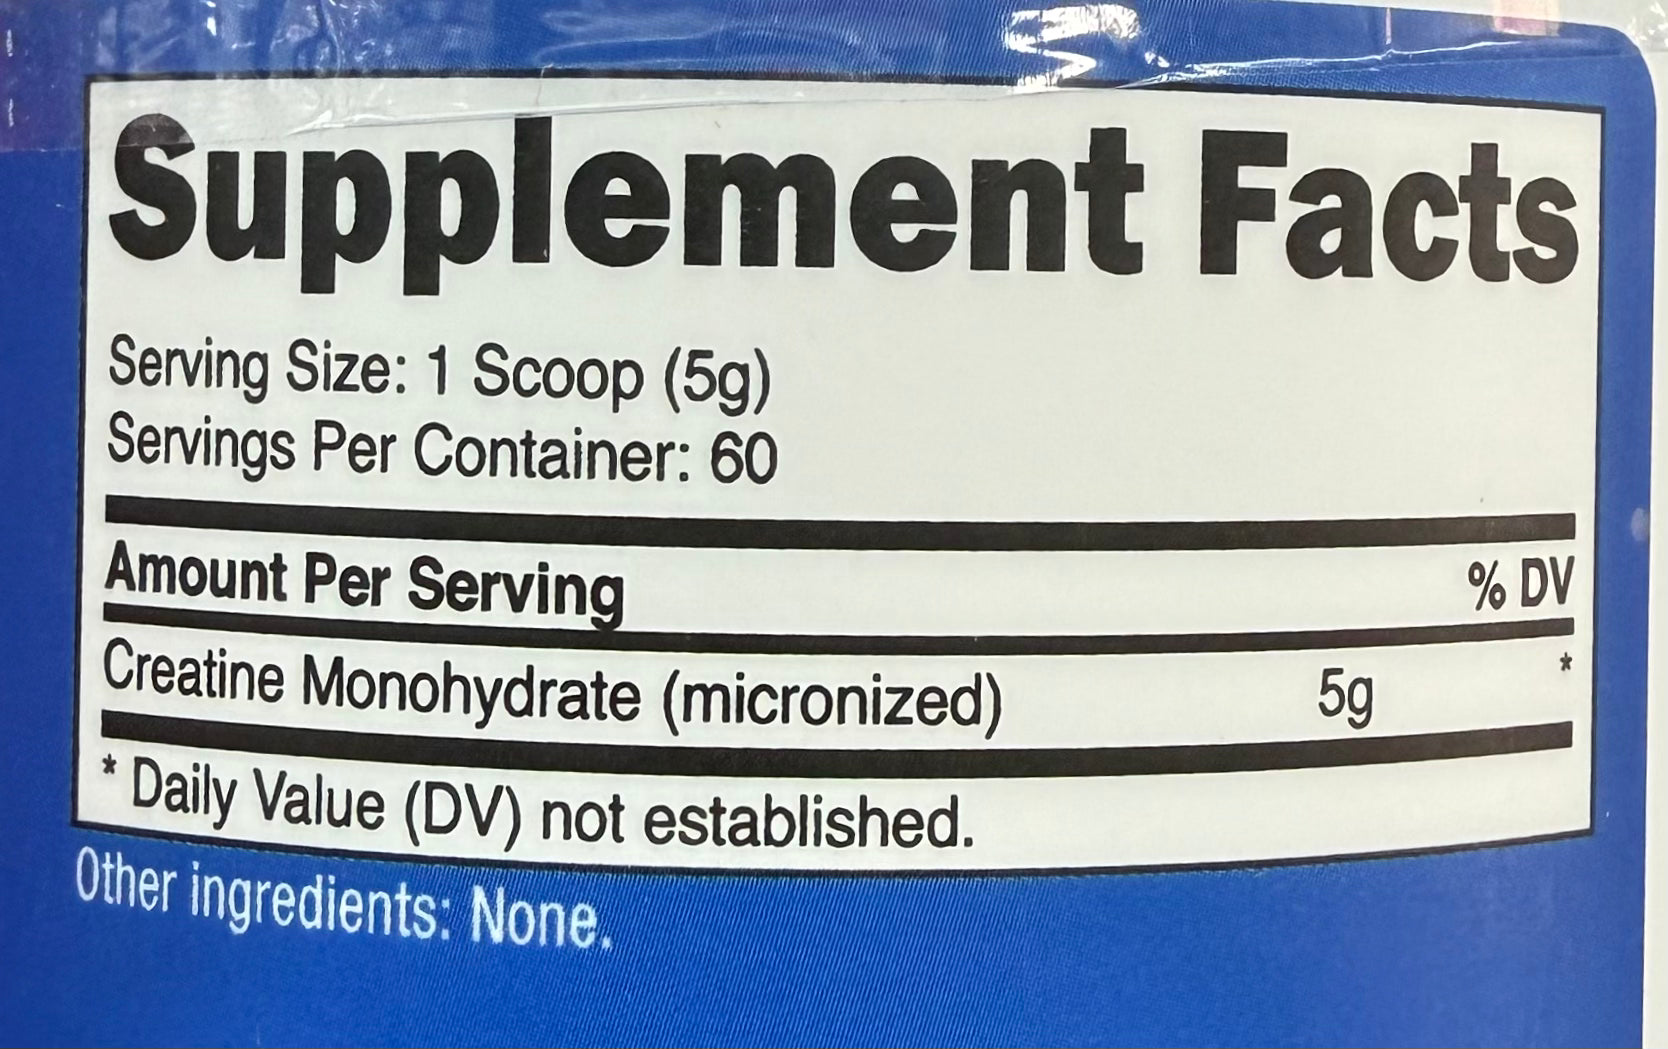 Supplement Facts
Serving Size: 1 Scoop (5g)
Servings Per Container: 60
Amount Per Serving % DV
Creatine Monohydrate (micronized) 5g *
* Daily Value (DV) not established.
Other ingredients: None.